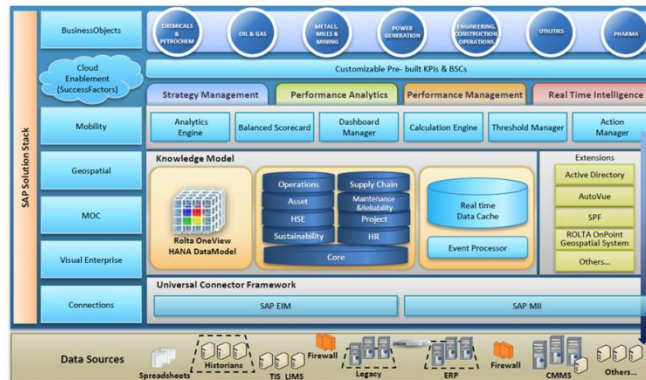 SAP Solution Stack
BusinessObjects
Cloud
Enablement
(SuccessFactors)
Mobility
Geospatial
MOC
Visual Enterprise
Connections
CHEMICALS
&
PETROCHEM
OIL & GAS
METALS,
MILLS &
MINING
POWER
GENERATION
ENGINEERING,
CONSTRUCTION,
OPERATIONS
UTILITIES
PHARMA
Customizable Pre- built KPIs & BSCs
Strategy Management
Performance Analytics
Performance Management
Real Time Intelligence
Analytics
Engine
Balanced Scorecard
Dashboard
Manager
Calculation Engine
Threshold Manager
Action
Manager
Knowledge Model
Rolta OneView
HANA DataModel
Operations
Asset
HSE
Sustainability
Supply Chain
Maintenance
&Reliability
Project
HR
Core
Real time
Data Cache
Event Processor
Extensions
Active Directory
AutoVue
SPF
ROLTA OnPoint
Geospatial System
Others...
Universal Connector Framework
SAP EIM
SAP MII
Data Sources
Spreadsheets
Historians
TIS
LIMS
Firewall
Legacy
ERP
Firewall
CMMS
Others...